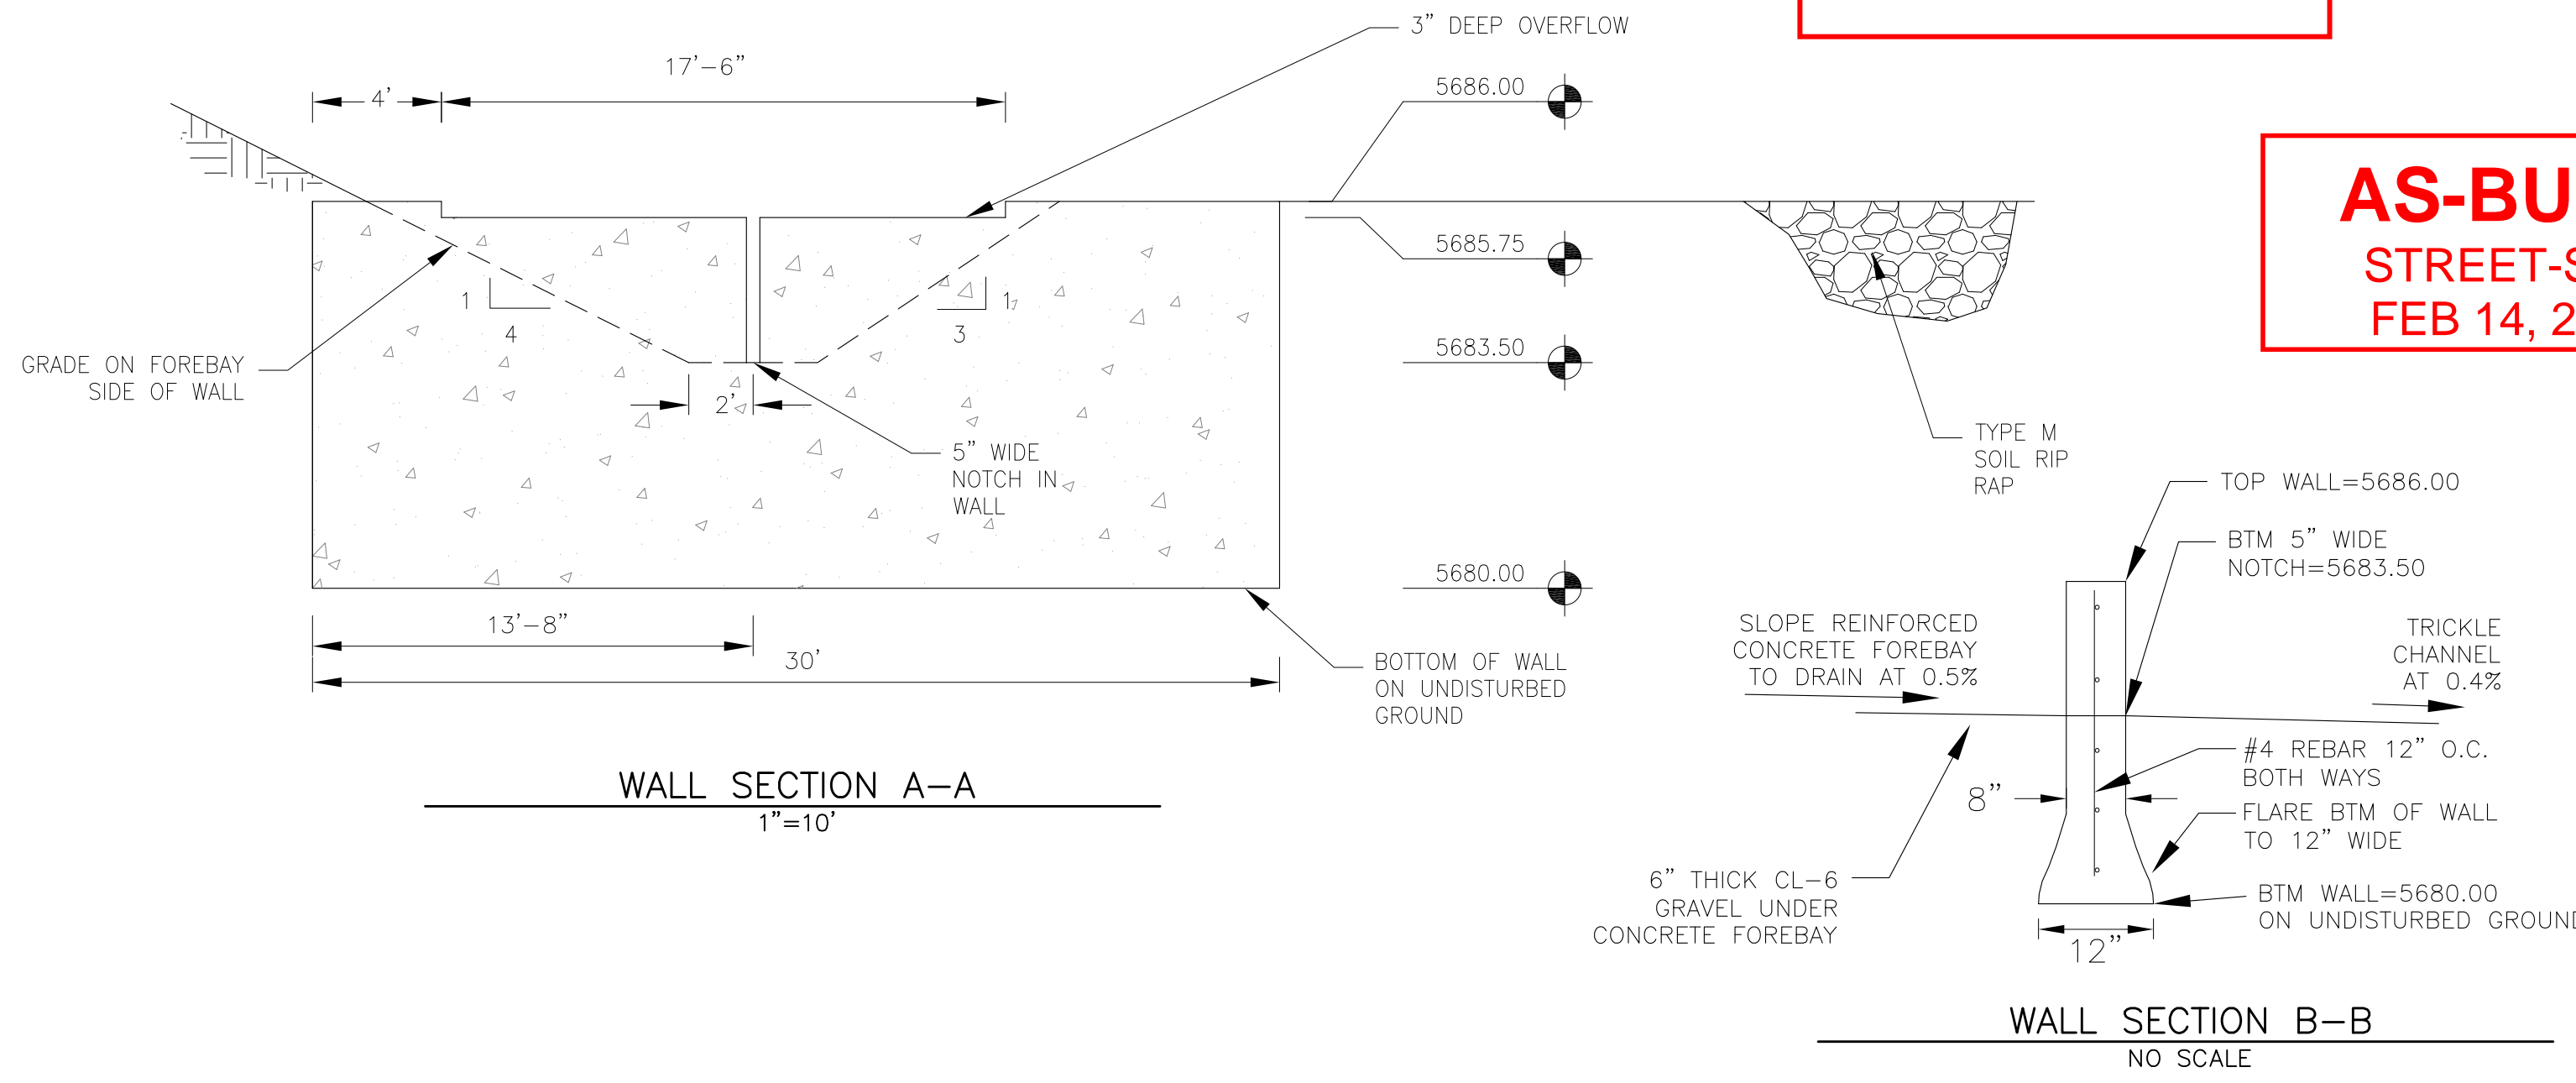 3" DEEP OVERFLOW
17'-6"
4'
5686.00
5685.75
5683.50
5680.00
1
4
1
3
GRADE ON FOREBAY
SIDE OF WALL
2'
5" WIDE
NOTCH IN
WALL
13'-8"
30'
BOTTOM OF WALL
ON UNDISTURBED
GROUND
WALL SECTION A-A
1"=10'
TYPE M
SOIL RIP
RAP
AS-BU
STREET-S
FEB 14, 2
TOP WALL=5686.00
BTM 5" WIDE
NOTCH=5683.50
SLOPE REINFORCED
CONCRETE FOREBAY
TO DRAIN AT 0.5%
TRICKLE
CHANNEL
AT 0.4%
#4 REBAR 12" O.C.
BOTH WAYS
8"
FLARE BTM OF WALL
TO 12" WIDE
6" THICK CL-6
GRAVEL UNDER
CONCRETE FOREBAY
BTM WALL=5680.00
ON UNDISTURBED GROUND
12"
WALL SECTION B-B
NO SCALE